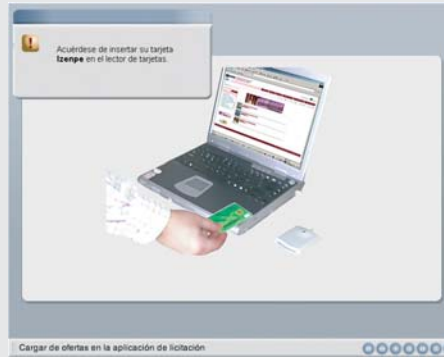 Acuérdese de insertar su tarjeta
Izenpe en el lector de tarjetas.
Cargar de ofertas en la aplicación de licitación